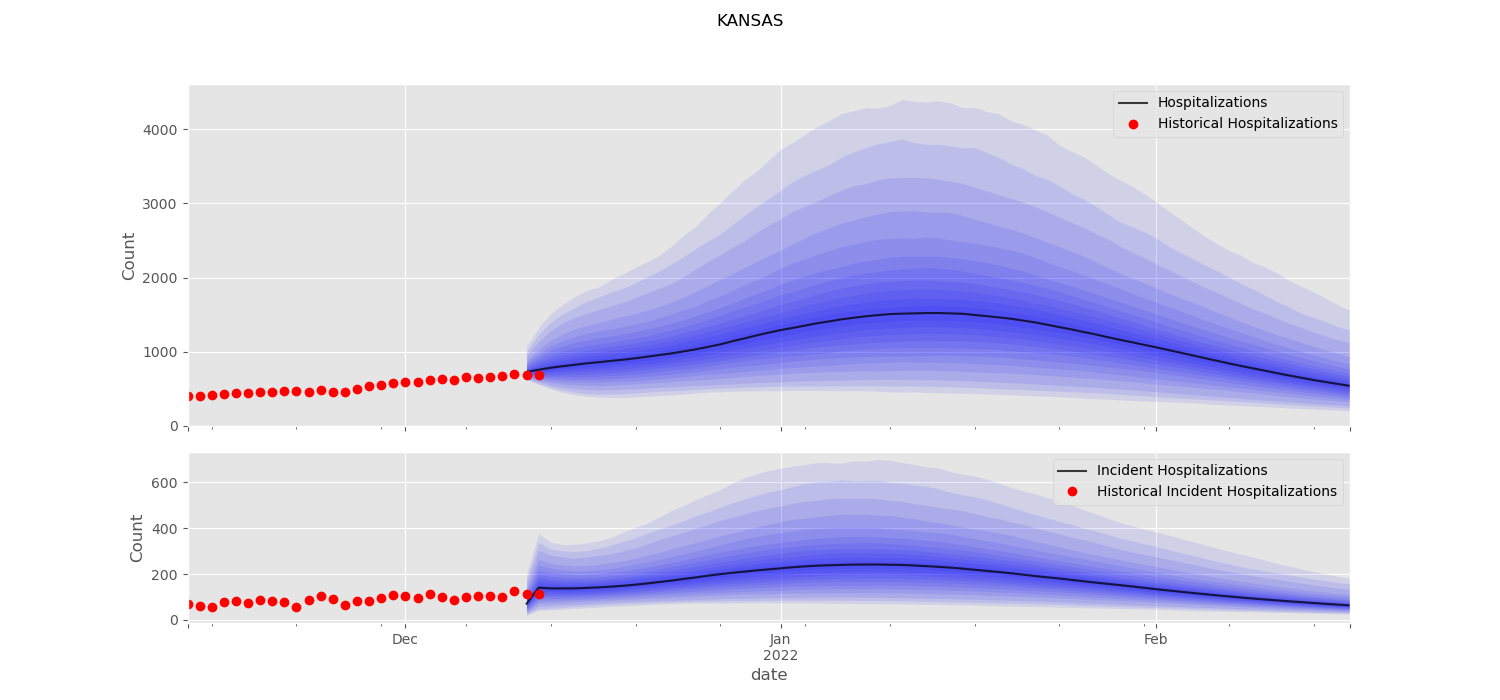 KANSAS
Hospitalizations
Historical Hospitalizations
Count
4000
3000
2000
1000
0
Incident Hospitalizations
Historical Incident Hospitalizations
Count
600
400
200
0
Dec
Jan
2022
Feb
date